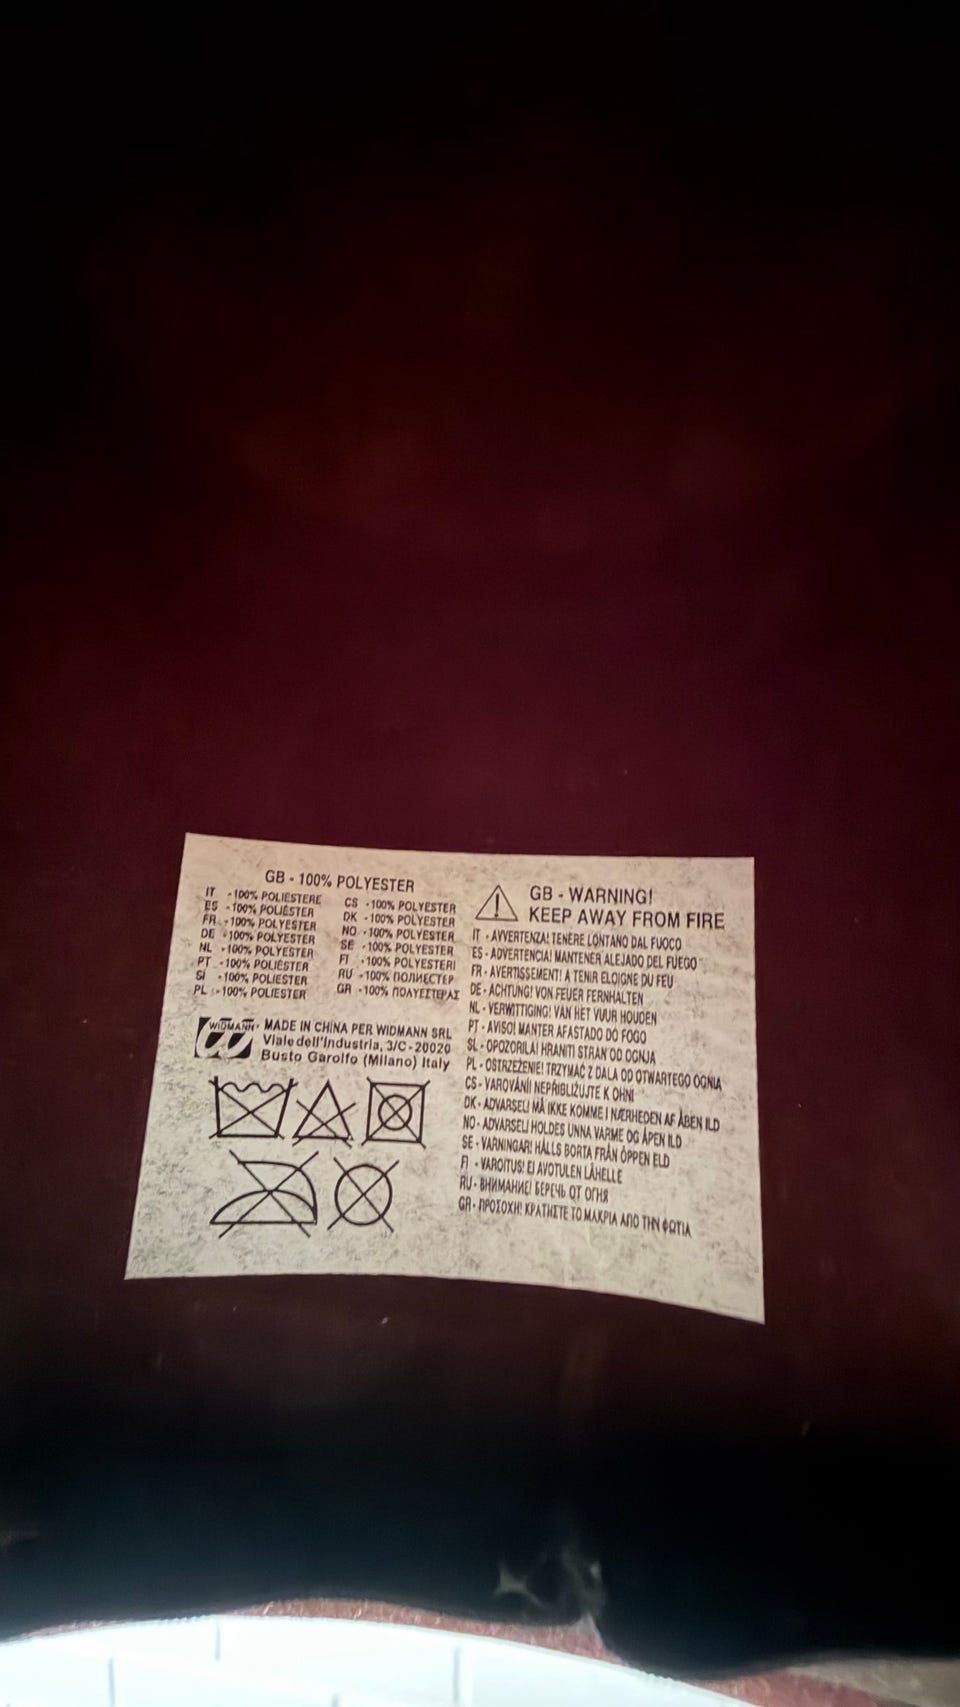 GB - 100% POLYESTER
IT - 100% POLIESTERE
ES - 100% POLIÉSTER
FR - 100% POLYESTER
DE - 100% POLYESTER
NL - 100% POLYESTER
PT - 100% POLIÉSTER
SI - 100% POLIESTER
PL - 100% POLIESTER
CS - 100% POLYESTER
DK - 100% POLYESTER
NO - 100% POLYESTER
SE - 100% POLYESTER
FI - 100% POLYESTERI
RU - 100% ПОЛИЕСТЕР
GR - 100% ΠΟΛΥΕΣΤΕΡΑΣ
WIDMANN
MADE IN CHINA PER WIDMANN SRL
Viale dell'Industria, 3/C - 20020
Busto Garolfo (Milano) Italy
GB - WARNING!
KEEP AWAY FROM FIRE
IT - AVVERTENZA! TENERE LONTANO DAL FUOCO
ES - ADVERTENCIA! MANTENER ALEJADO DEL FUEGO
FR - AVERTISSEMENT! A TENIR ELOIGNE DU FEU
DE - ACHTUNG! VON FEUER FERNHALTEN
NL - VERWITTIGING! VAN HET VUUR HOUDEN
PT - AVISO! MANTER AFASTADO DO FOGO
SL - OPOZORILA! HRANITI STRAN OD OGNJA
PL - OSTRZEŻENIE! TRZYMAĆ Z DALA OD OTWARTEGO OGNIA
CS - VAROVÁNÍ! NEPŘIBLIŽUJTE K OHNI
DK - ADVARSEL! MÅ IKKE KOMME I NÆRHEDEN AF ÅBEN ILD
NO - ADVARSEL! HOLDES UNNA VARME OG ÅPEN ILD
SE - VARNINGAR! HÅLLS BORTA FRÅN ÖPPEN ELD
FI - VAROITUS! EI AVOTULEN LÄHELLE
RU - ВНИМАНИЕ! БЕРЕЧЬ ОТ ОГНЯ
GR - ΠΡΟΣΟΧΗ! ΚΡΑΤΗΣΤΕ ΤΟ ΜΑΚΡΙΑ ΑΠΟ ΤΗΝ ΦΩΤΙΑ